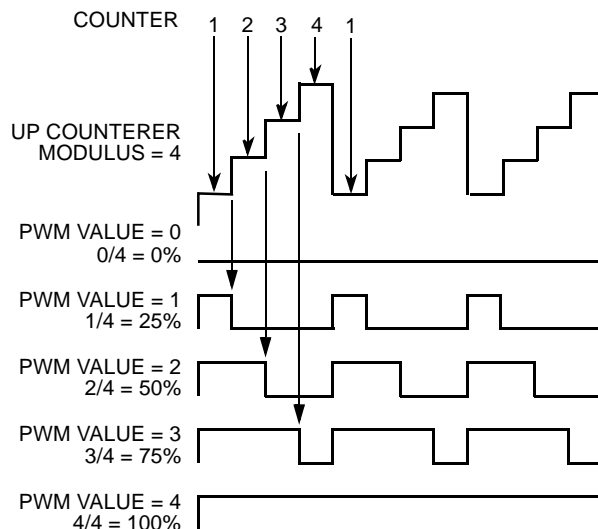 COUNTER
1 2 3 4 1
UP COUNTERER
MODULUS = 4
PWM VALUE = 0
0/4 = 0%
PWM VALUE = 1
1/4 = 25%
PWM VALUE = 2
2/4 = 50%
PWM VALUE = 3
3/4 = 75%
PWM VALUE = 4
4/4 = 100%